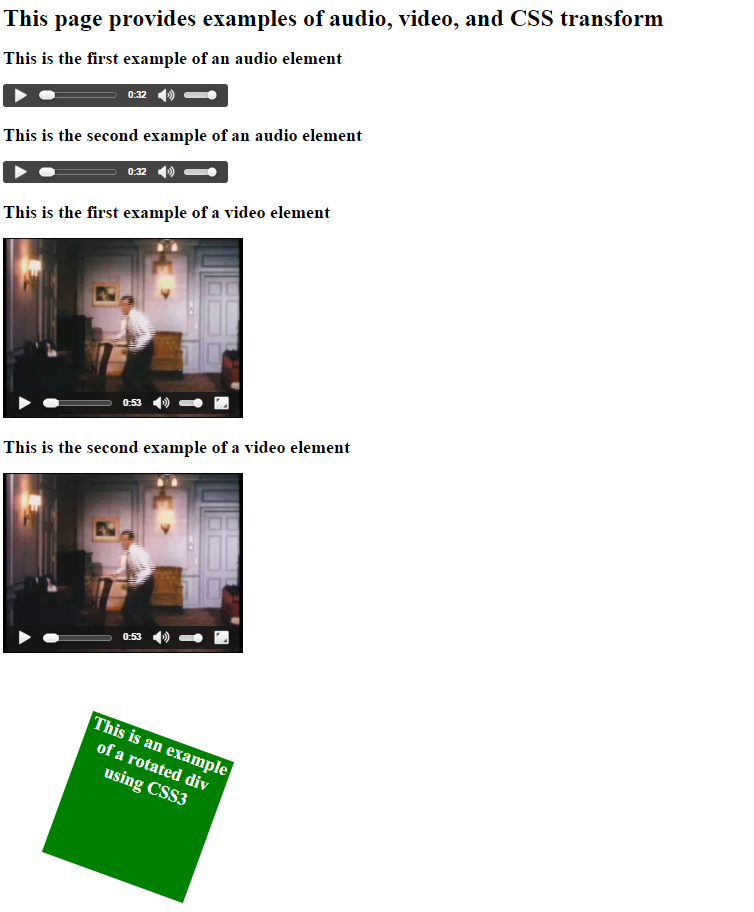 This page provides examples of audio, video, and CSS transform
This is the first example of an audio element
0:32
This is the second example of an audio element
0:32
This is the first example of a video element
0:53
This is the second example of a video element
0:53
This is an example
of a rotated div
using CSS3